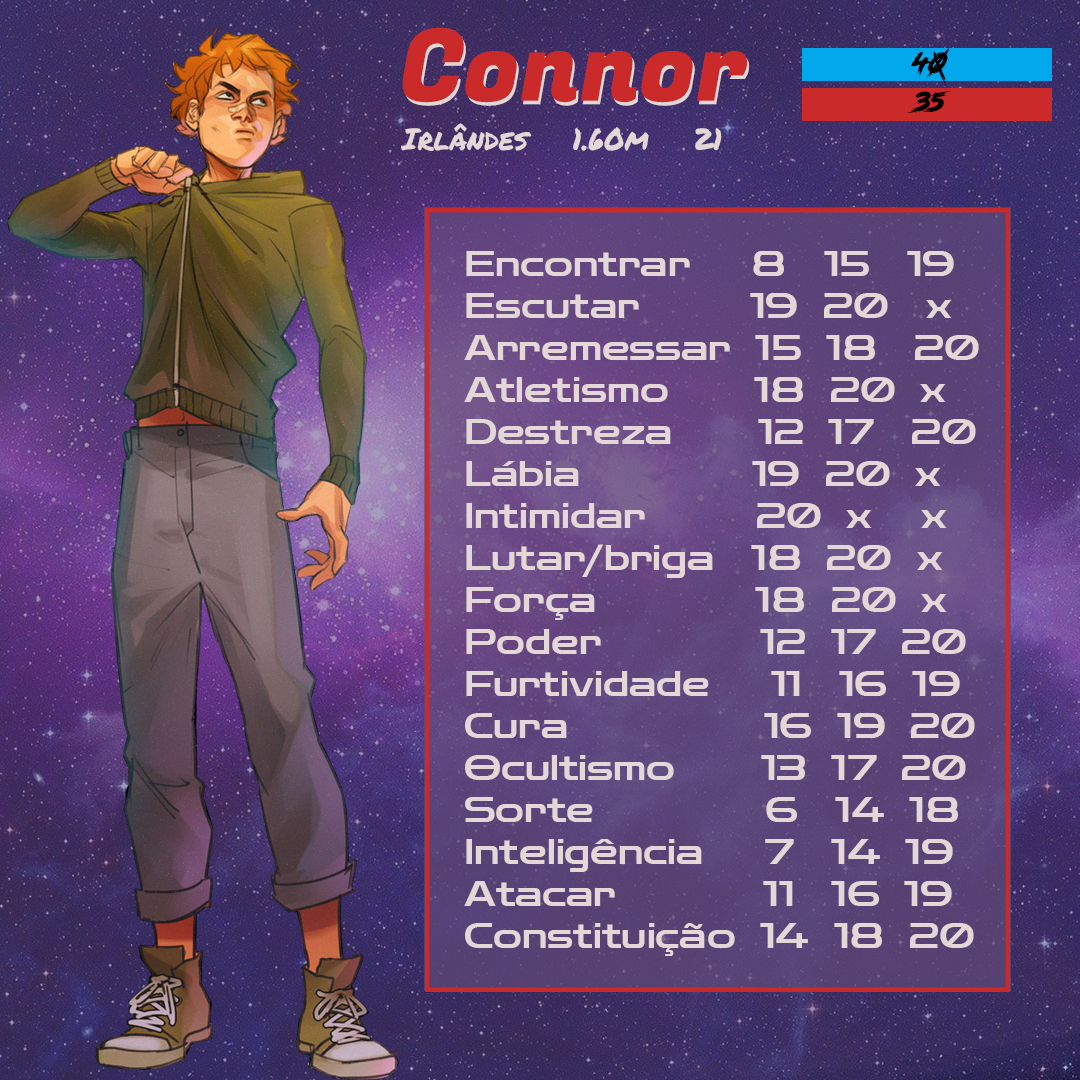 Connor
40
35
IRLÂNDES 1.60M 21
Encontrar 8 15 19
Escutar 19 20 x
Arremessar 15 18 20
Atletismo 18 20 x
Destreza 12 17 20
Lábia 19 20 x
Intimidar 20 x x
Lutar/briga 18 20 x
Força 18 20 x
Poder 12 17 20
Furtividade 11 16 19
Cura 16 19 20
Ocultismo 13 17 20
Sorte 6 14 18
Inteligência 7 14 19
Atacar 11 16 19
Constituição 14 18 20